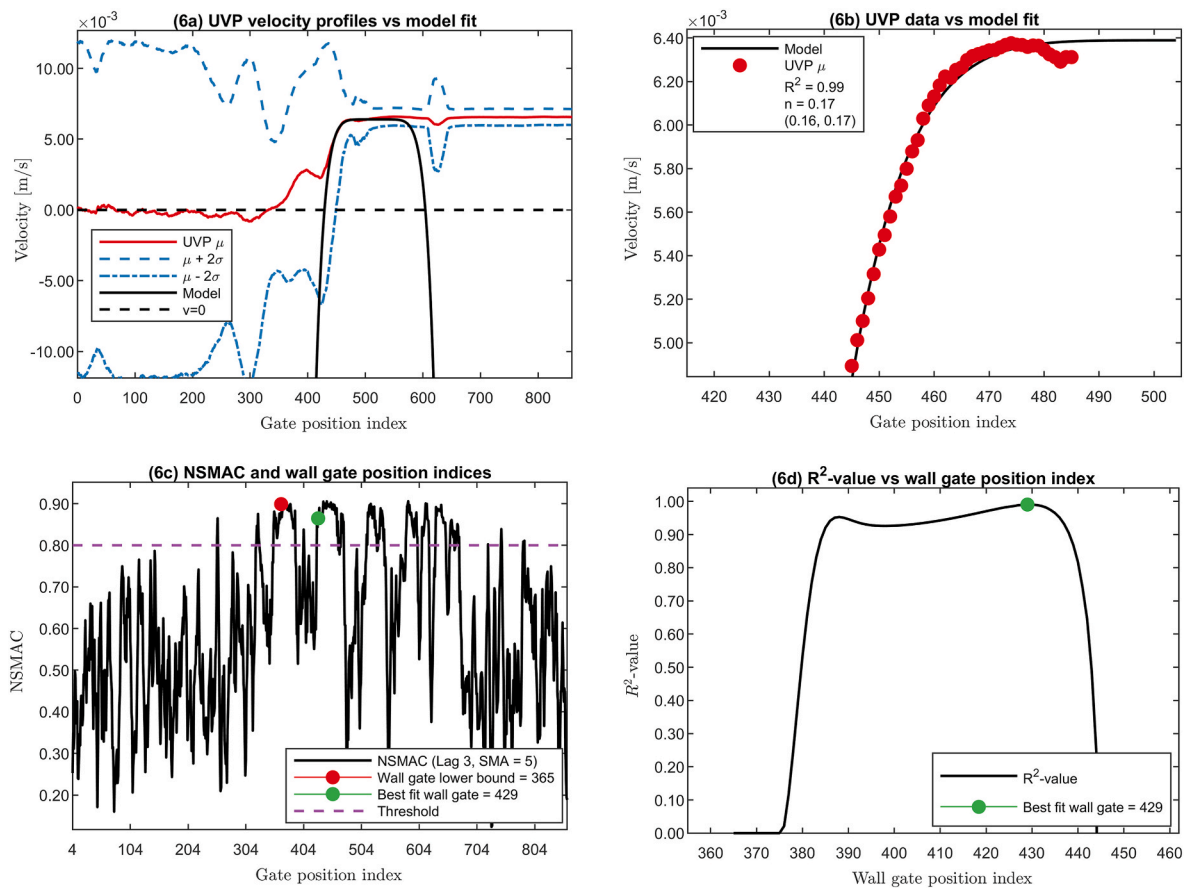 (6a) UVP velocity profiles vs model fit
×10⁻³
10.00
5.00
0.00
-5.00
-10.00
Velocity [m/s]
UVP μ
μ + 2σ
μ - 2σ
Model
v=0
0 100 200 300 400 500 600 700 800
Gate position index
(6b) UVP data vs model fit
×10⁻³
6.40
6.20
6.00
5.80
5.60
5.40
5.20
5.00
Velocity [m/s]
Model
UVP μ
R² = 0.99
n = 0.17
(0.16, 0.17)
420 430 440 450 460 470 480 490 500
Gate position index
(6c) NSMAC and wall gate position indices
0.90
0.80
0.70
0.60
0.50
0.40
0.30
0.20
NSMAC
NSMAC (Lag 3, SMA = 5)
Wall gate lower bound = 365
Best fit wall gate = 429
Threshold
4 104 204 304 404 504 604 704 804
Gate position index
(6d) R²-value vs wall gate position index
1.00
0.90
0.80
0.70
0.60
0.50
0.40
0.30
0.20
0.10
0.00
R²-value
R²-value
Best fit wall gate = 429
360 370 380 390 400 410 420 430 440 450 460
Wall gate position index